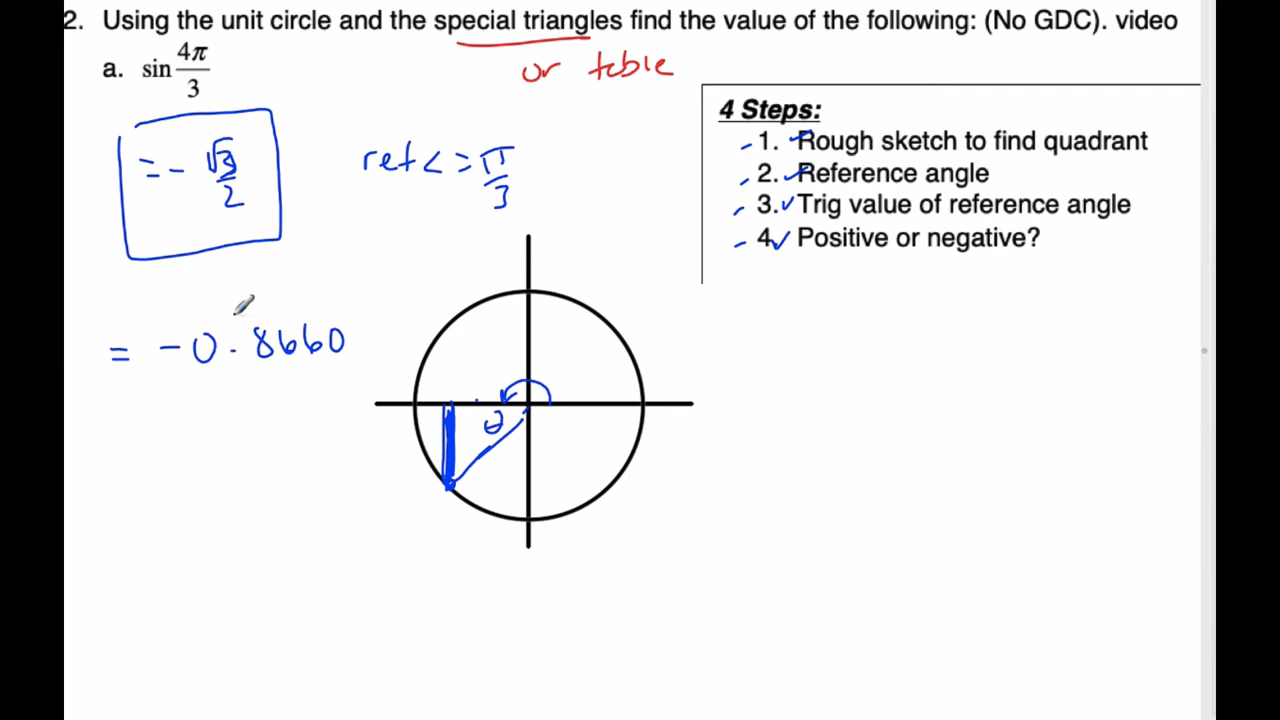 2. Using the unit circle and the special triangles find the value of the following: (No GDC). video
or table
a. sin 4π/3
= - √3/2
ref < = π/3
4 Steps:
1. Rough sketch to find quadrant
2. Reference angle
3. Trig value of reference angle
4. Positive or negative?
= -0.8660
θ